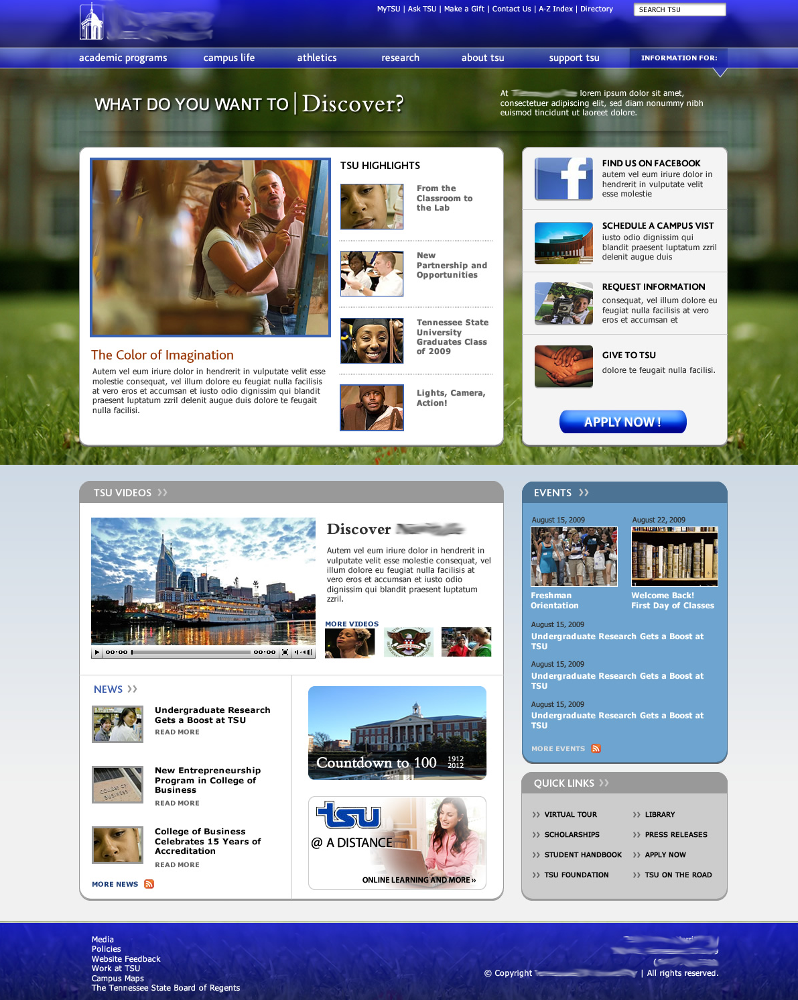 MyTSU | Ask TSU | Make a Gift | Contact Us | A-Z Index | Directory
SEARCH TSU
academic programs
campus life
athletics
research
about tsu
support tsu
INFORMATION FOR:
WHAT DO YOU WANT TO | Discover?
At lorem ipsum dolor sit amet,
consectetuer adipiscing elit, sed diam nonummy nibh
euismod tincidunt ut laoreet dolore.
The Color of Imagination
Autem vel eum iriure dolor in hendrerit in vulputate velit esse
molestie consequat, vel illum dolore eu feugiat nulla facilisis
at vero eros et accumsan et iusto odio dignissim qui blandit
praesent luptatum zzril delenit augue duis dolore te feugait
nulla facilisi.
TSU HIGHLIGHTS
From the
Classroom to
the Lab
New
Partnership and
Opportunities
Tennessee State
University
Graduates Class
of 2009
Lights, Camera,
Action!
FIND US ON FACEBOOK
autem vel eum iriure dolor in
hendrerit in vulputate velit
esse molestie
SCHEDULE A CAMPUS VIST
iusto odio dignissim qui
blandit praesent luptatum zzril
delenit augue duis
REQUEST INFORMATION
consequat, vel illum dolore eu
feugiat nulla facilisis at vero
eros et accumsan et
GIVE TO TSU
dolore te feugait nulla facilisi.
APPLY NOW !
TSU VIDEOS »
00:00
00:00
Discover
Autem vel eum iriure dolor in hendrerit in
vulputate velit esse molestie consequat, vel
illum dolore eu feugiat nulla facilisis at
vero eros et accumsan et iusto odio
dignissim qui blandit praesent luptatum
zzril.
MORE VIDEOS
NEWS »
Undergraduate Research
Gets a Boost at TSU
READ MORE
COLLEGE OF
BUSINESS
New Entrepreneurship
Program in College of
Business
READ MORE
College of Business
Celebrates 15 Years of
Accreditation
READ MORE
MORE NEWS
Countdown to 100
1912
2012
tsu
@ A DISTANCE
ONLINE LEARNING AND MORE »
EVENTS »
August 15, 2009
Freshman
Orientation
August 22, 2009
Welcome Back!
First Day of Classes
August 15, 2009
Undergraduate Research Gets a Boost at
TSU
August 15, 2009
Undergraduate Research Gets a Boost at
TSU
August 15, 2009
Undergraduate Research Gets a Boost at
TSU
MORE EVENTS
QUICK LINKS »
» VIRTUAL TOUR
» SCHOLARSHIPS
» STUDENT HANDBOOK
» TSU FOUNDATION
» LIBRARY
» PRESS RELEASES
» APPLY NOW
» TSU ON THE ROAD
Media
Policies
Website Feedback
Work at TSU
Campus Maps
The Tennessee State Board of Regents
© Copyright | All rights reserved.